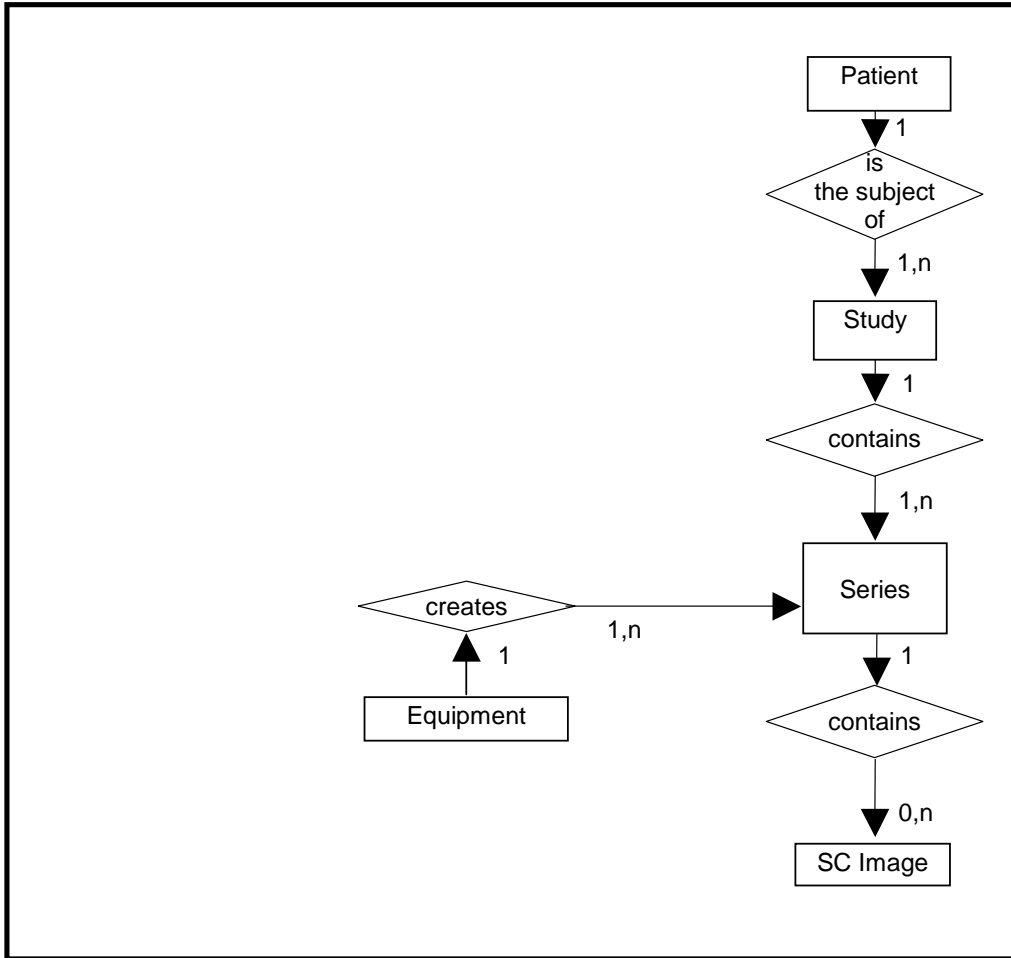 Patient
1
is
the subject
of
1,n
Study
1
contains
1,n
Series
creates
1,n
1
1
Equipment
contains
0,n
SC Image